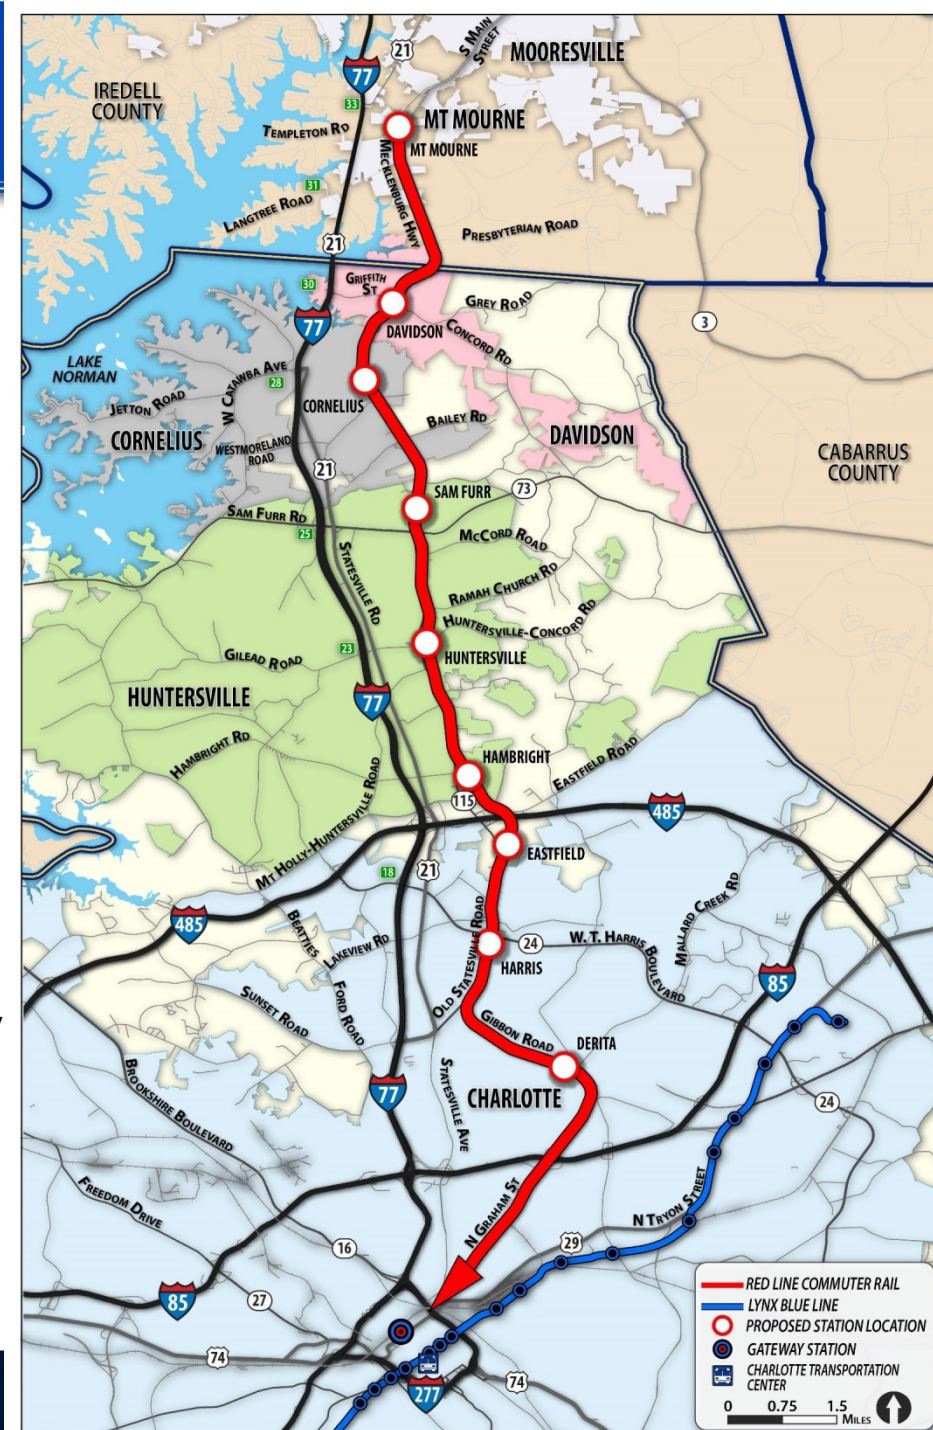 21
S MAIN
STREET
MOORESVILLE
77
IREDELL
COUNTY
33
TEMPLETON RD
MT MOURNE
MT MOURNE
MECKLENBURG HWY
31
LANGTREE ROAD
PRESBYTERIAN ROAD
21
30
GRIFFITH
ST
GREY ROAD
77
DAVIDSON
CONCORD RD
3
LAKE
NORMAN
W CATAWBA AVE
28
JETTON ROAD
CORNELIUS
BAILEY RD
CORNELIUS
WESTMORELAND
ROAD
DAVIDSON
CABARRUS
COUNTY
21
SAM FURR
73
SAM FURR RD
25
MCCORD ROAD
STATESVILLE RD
RAMAH CHURCH RD
HUNTERSVILLE-CONCORD RD
23
GILEAD ROAD
HUNTERSVILLE
HUNTERSVILLE
77
HAMBRIGHT RD
HAMBRIGHT
EASTFIELD ROAD
115
MT HOLLY-HUNTERSVILLE ROAD
485
EASTFIELD
18
21
485
BEATTIES
FORD ROAD
LAKEVIEW RD
OLD STATESVILLE ROAD
24
W.T. HARRIS
BOULEVARD
MALLARD CREEK RD
HARRIS
85
SUNSET ROAD
GIBBON ROAD
DERITA
BROOKSHIRE BOULEVARD
77
STATESVILLE AVE
CHARLOTTE
24
FREEDOM DRIVE
N GRAHAM ST
N TRYON STREET
16
29
85
27
74
277
74
RED LINE COMMUTER RAIL
LYNX BLUE LINE
PROPOSED STATION LOCATION
GATEWAY STATION
CHARLOTTE TRANSPORTATION
CENTER
0 0.75 1.5
MILES